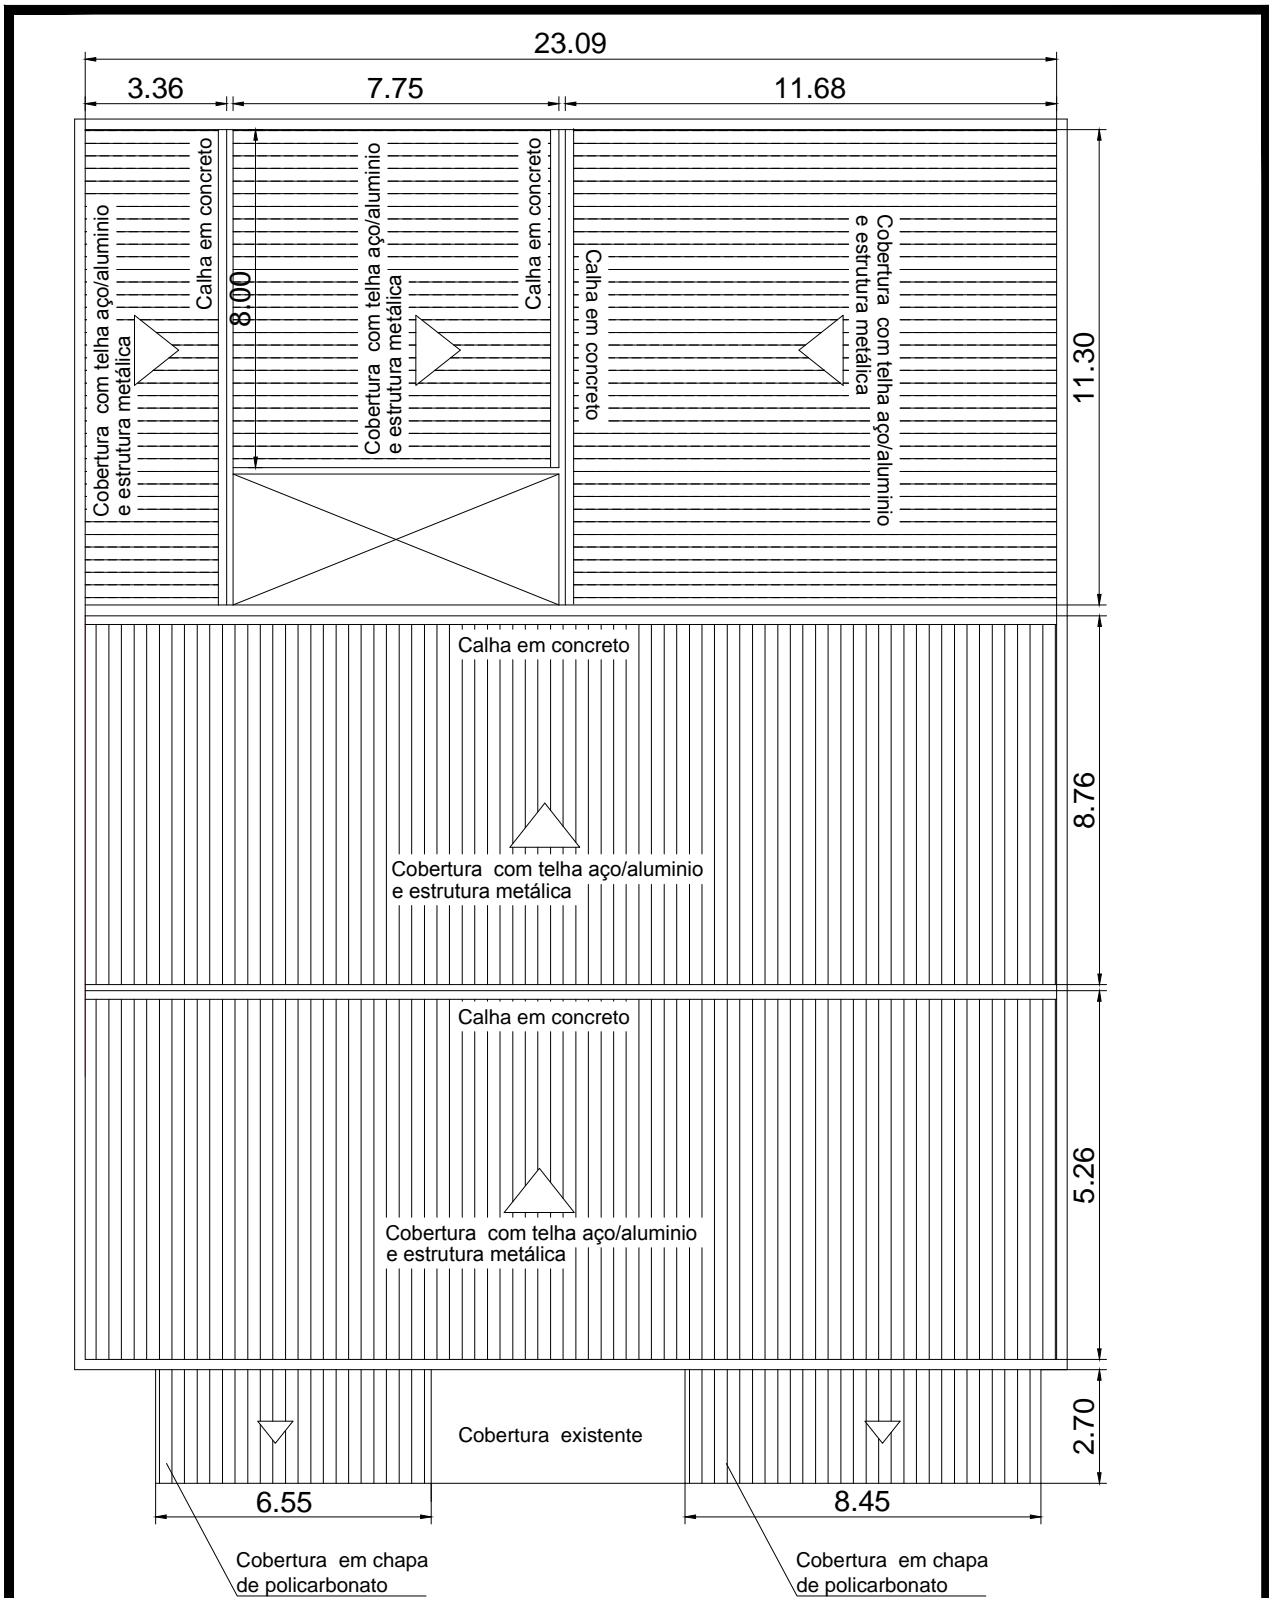 23.09
3.36
7.75
11.68
Cobertura com telha aço/aluminio
e estrutura metálica
Calha em concreto
8.00
Cobertura com telha aço/aluminio
e estrutura metálica
Calha em concreto
Calha em concreto
Cobertura com telha aço/aluminio
e estrutura metálica
11.30
Calha em concreto
8.76
Cobertura com telha aço/aluminio
e estrutura metálica
Calha em concreto
5.26
Cobertura com telha aço/aluminio
e estrutura metálica
Cobertura existente
2.70
6.55
8.45
Cobertura em chapa
de policarbonato
Cobertura em chapa
de policarbonato